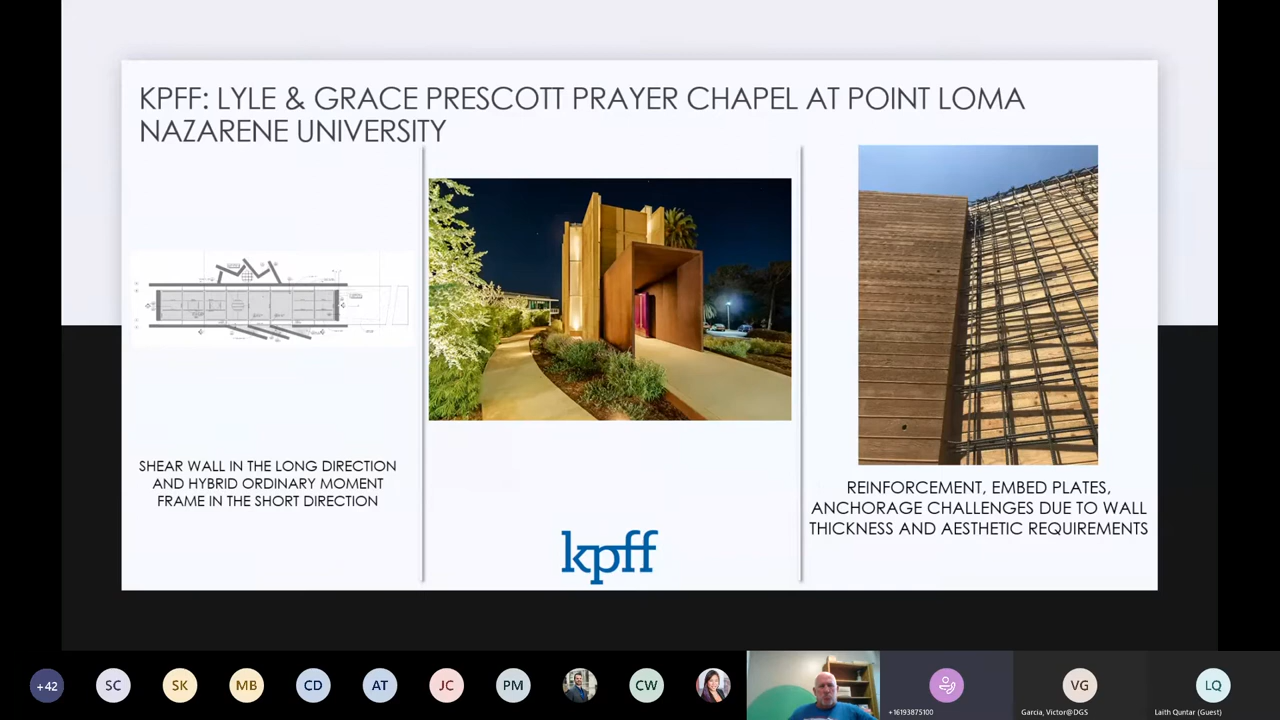 KPFF: LYLE & GRACE PRESCOTT PRAYER CHAPEL AT POINT LOMA
NAZARENE UNIVERSITY
SHEAR WALL IN THE LONG DIRECTION
AND HYBRID ORDINARY MOMENT
FRAME IN THE SHORT DIRECTION
kpff
REINFORCEMENT, EMBED PLATES,
ANCHORAGE CHALLENGES DUE TO WALL
THICKNESS AND AESTHETIC REQUIREMENTS
+42
SC
SK
MB
CD
AT
JC
PM
CW
+16193875100
VG
Garcia, Victor@DGS
LQ
Laith Quntar (Guest)